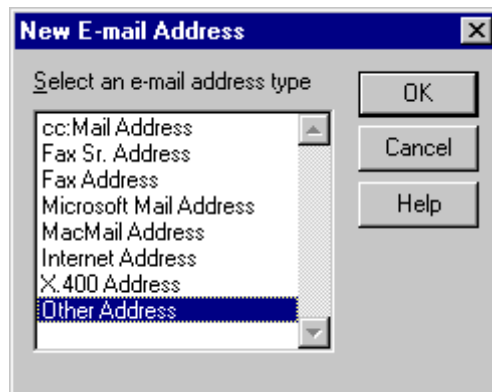 New E-mail Address
Select an e-mail address type
OK
cc:Mail Address
Fax Sr. Address
Fax Address
Microsoft Mail Address
MacMail Address
Internet Address
X.400 Address
Other Address
Cancel
Help